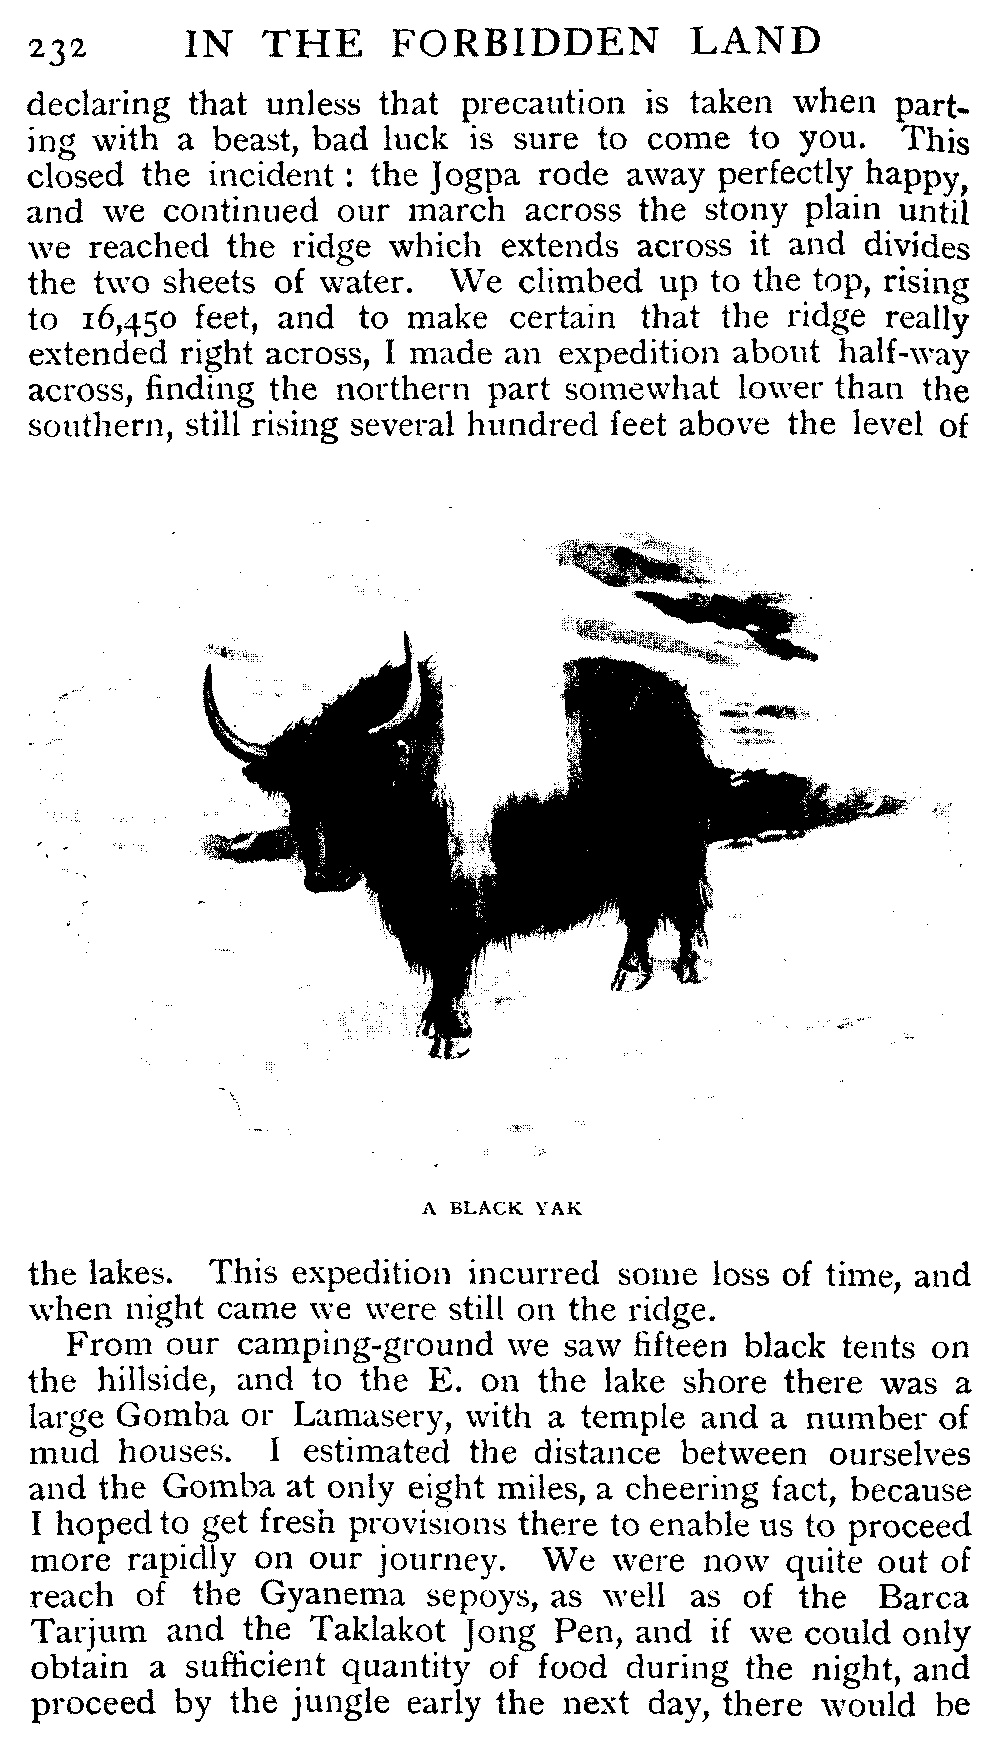 232 IN THE FORBIDDEN LAND
declaring that unless that precaution is taken when part-
ing with a beast, bad luck is sure to come to you. This
closed the incident : the Jogpa rode away perfectly happy,
and we continued our march across the stony plain until
we reached the ridge which extends across it and divides
the two sheets of water. We climbed up to the top, rising
to 16,450 feet, and to make certain that the ridge really
extended right across, I made an expedition about half-way
across, finding the northern part somewhat lower than the
southern, still rising several hundred feet above the level of
A BLACK YAK
the lakes. This expedition incurred some loss of time, and
when night came we were still on the ridge.
From our camping-ground we saw fifteen black tents on
the hillside, and to the E. on the lake shore there was a
large Gomba or Lamasery, with a temple and a number of
mud houses. I estimated the distance between ourselves
and the Gomba at only eight miles, a cheering fact, because
I hoped to get fresh provisions there to enable us to proceed
more rapidly on our journey. We were now quite out of
reach of the Gyanema sepoys, as well as of the Barca
Tarjum and the Taklakot Jong Pen, and if we could only
obtain a sufficient quantity of food during the night, and
proceed by the jungle early the next day, there would be